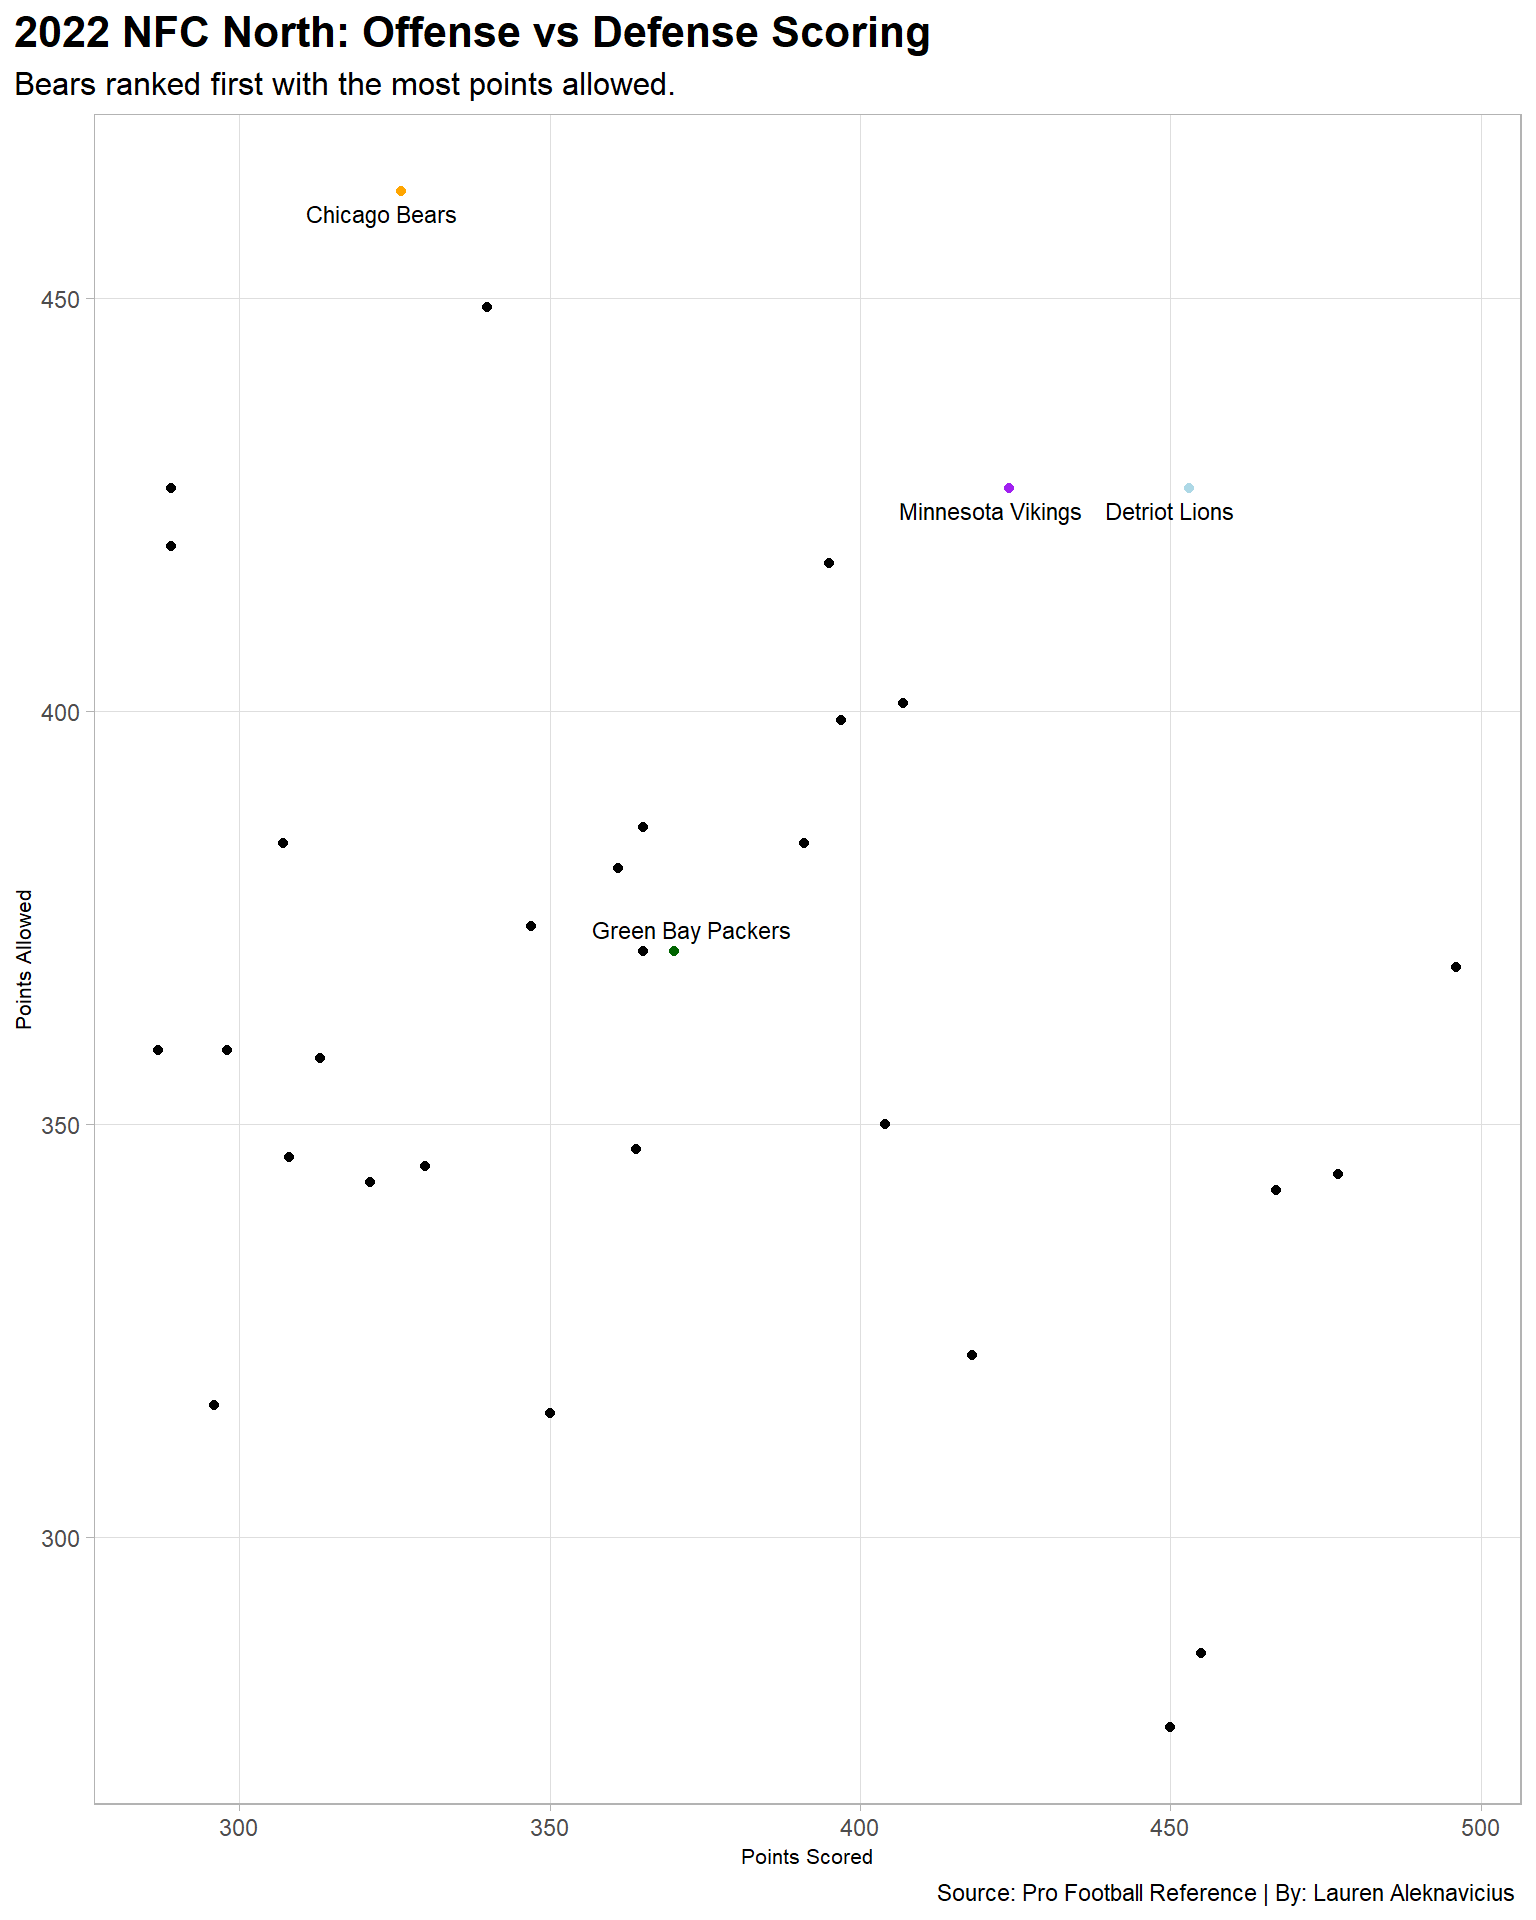 2022 NFC North: Offense vs Defense Scoring
Bears ranked first with the most points allowed.
Chicago Bears
450
Minnesota Vikings
Detriot Lions
400
Green Bay Packers
Points Allowed
350
300
300
350
400
450
500
Points Scored
Source: Pro Football Reference | By: Lauren Aleknavicius